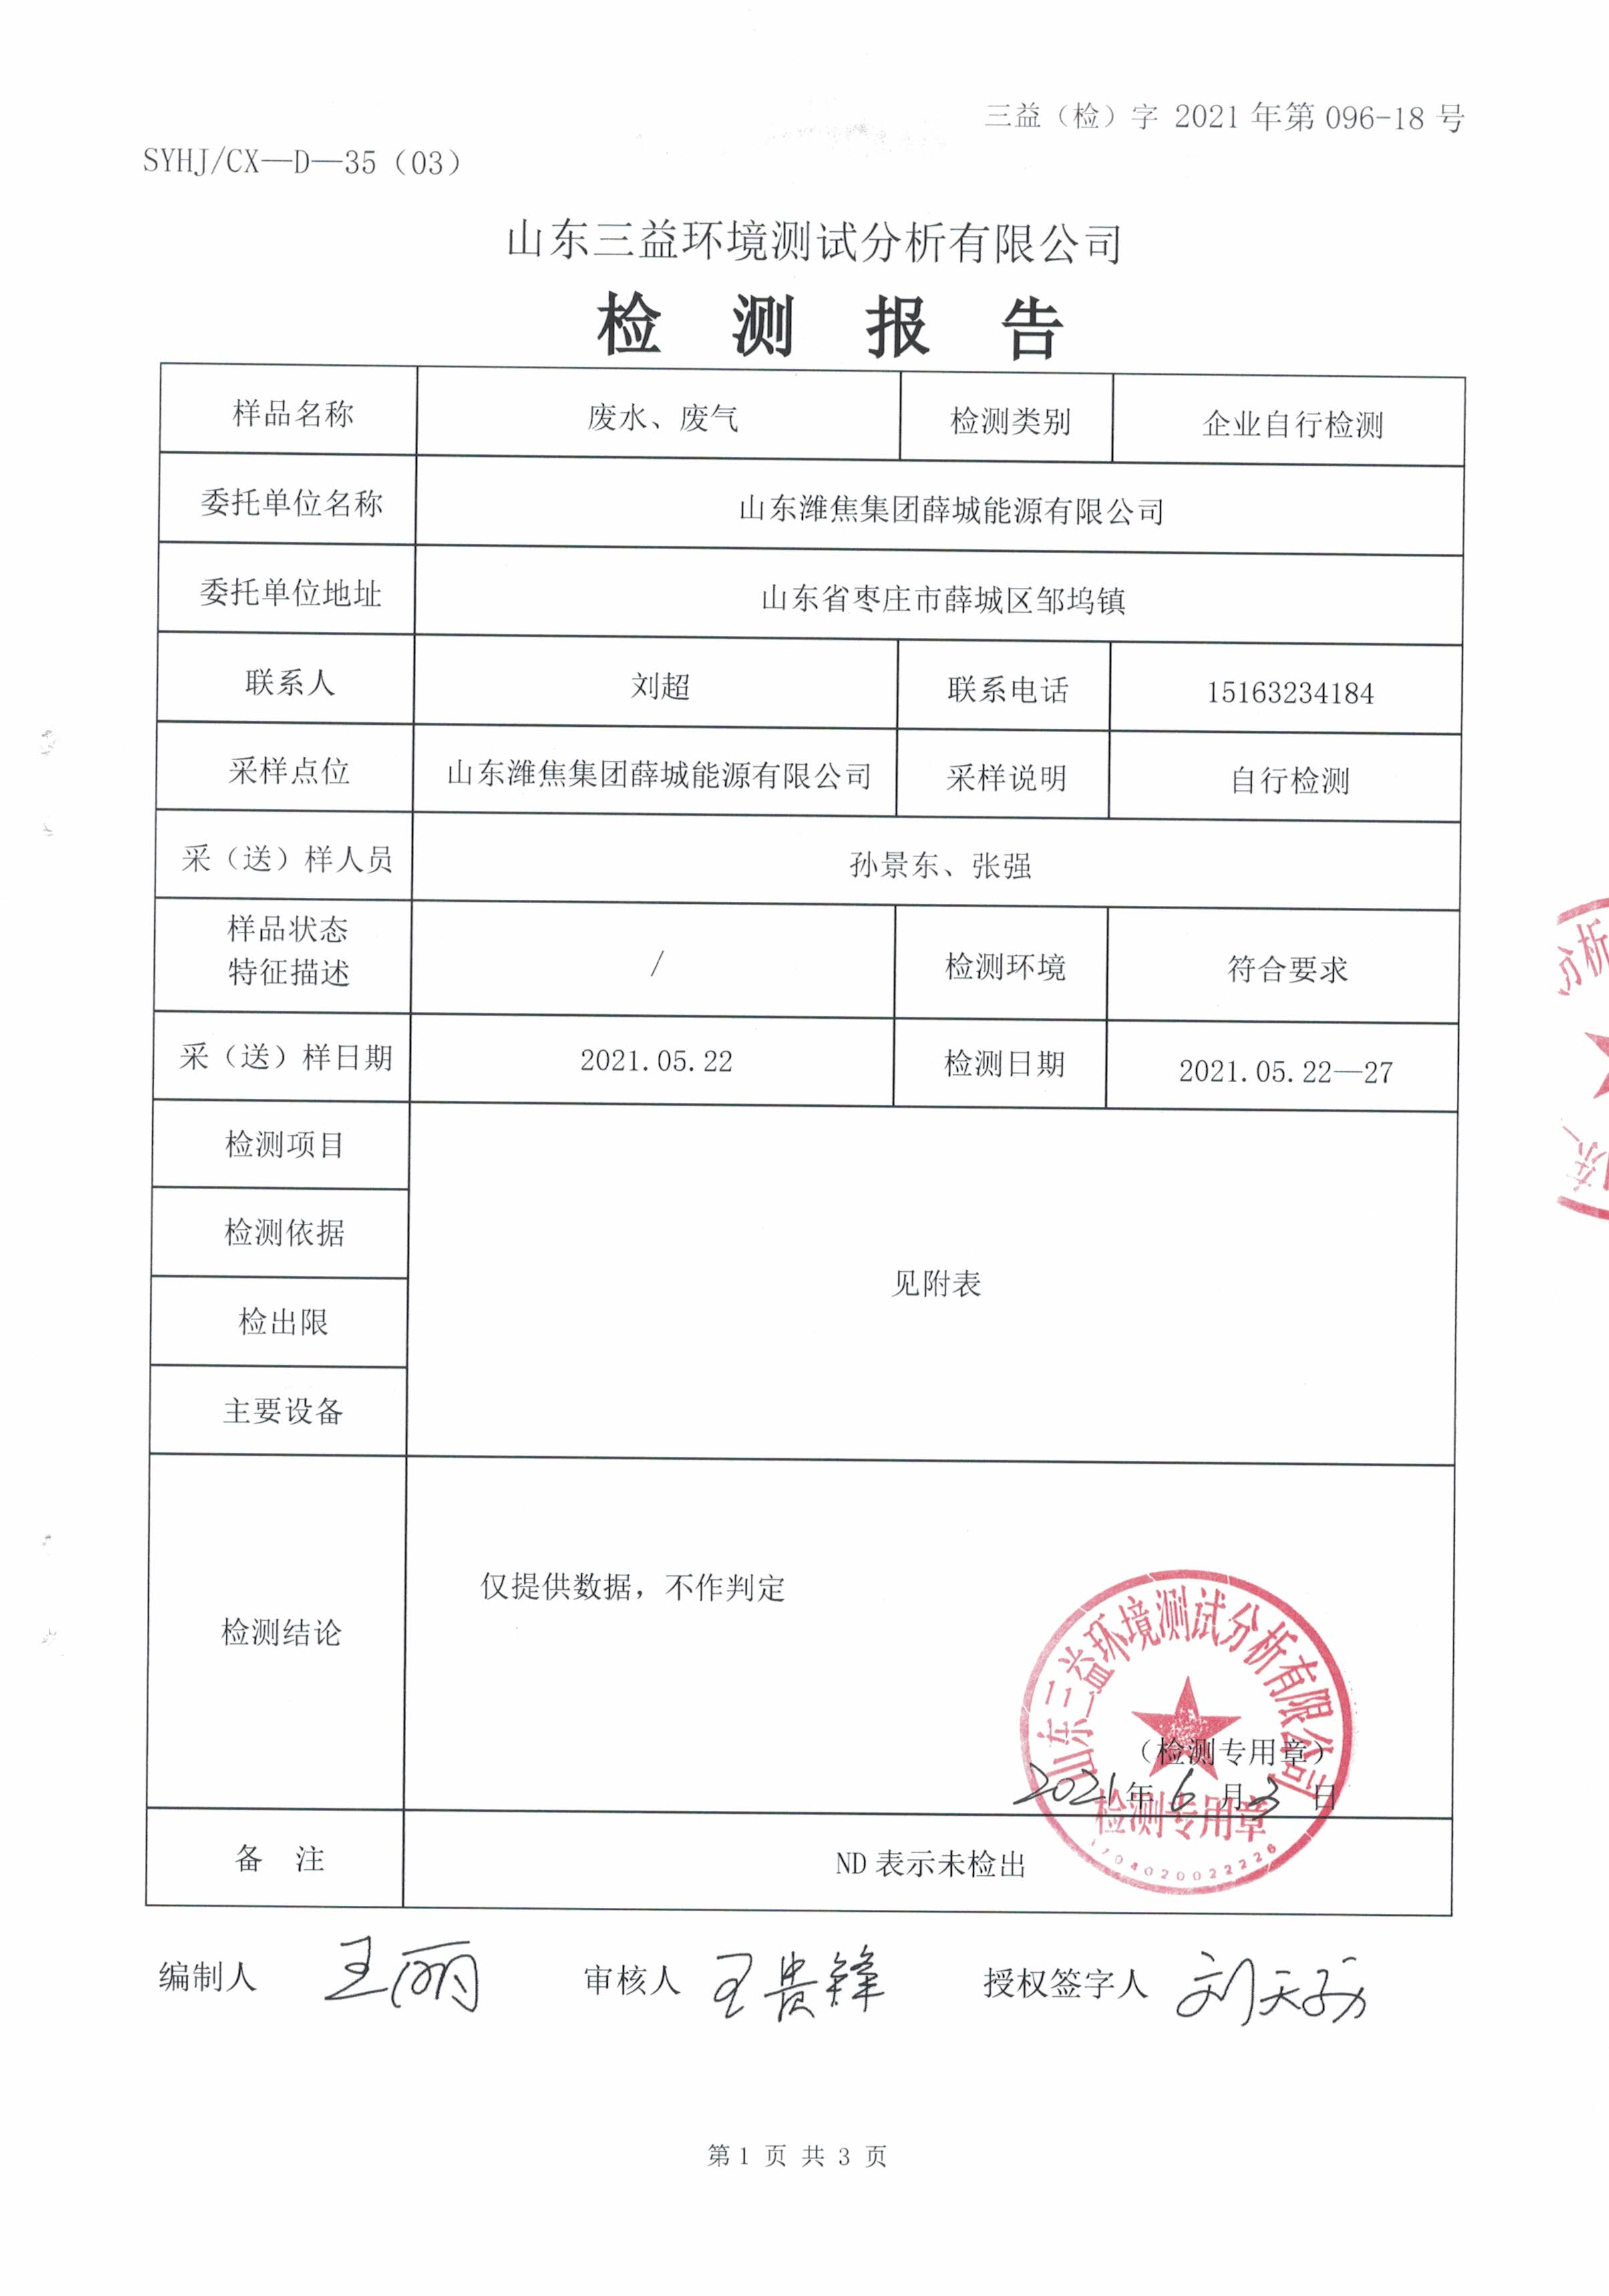 三益（检）字 2021 年第 096-18 号
SYHJ/CX—D—35（03）
山东三益环境测试分析有限公司
检 测 报 告
样品名称 废水、废气 检测类别 企业自行检测
委托单位名称 山东潍焦集团薛城能源有限公司
委托单位地址 山东省枣庄市薛城区邹坞镇
联系人 刘超 联系电话 15163234184
采样点位 山东潍焦集团薛城能源有限公司 采样说明 自行检测
采（送）样人员 孙景东、张强
样品状态
特征描述 / 检测环境 符合要求
采（送）样日期 2021.05.22 检测日期 2021.05.22—27
检测项目
检测依据
检出限
主要设备
见附表
检测结论
仅提供数据，不作判定
山东三益环境测试分析有限公司
（检测专用章）
2021 年 6 月 3 日
检测专用章
1704020022226
备 注 ND 表示未检出
编制人 王丽 审核人 王贵锋 授权签字人
第 1 页 共 3 页
分析